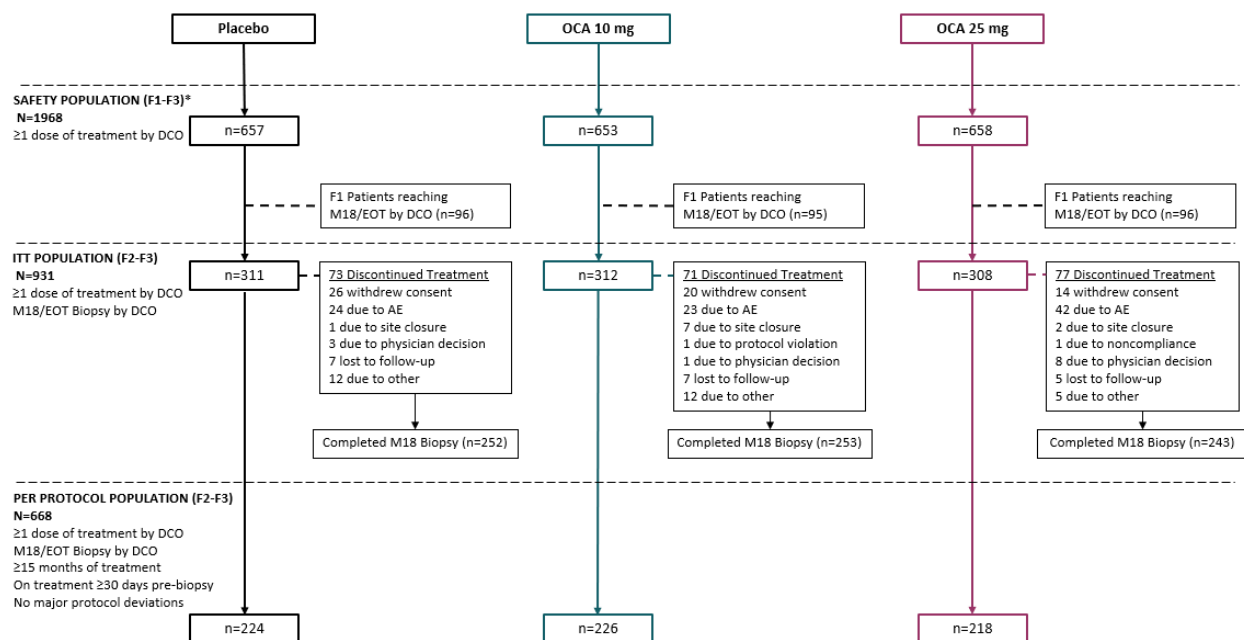 Placebo
OCA 10 mg
OCA 25 mg
SAFETY POPULATION (F1-F3)*
N=1968
≥1 dose of treatment by DCO
n=657
n=653
n=658
F1 Patients reaching
M18/EOT by DCO (n=96)
F1 Patients reaching
M18/EOT by DCO (n=95)
F1 Patients reaching
M18/EOT by DCO (n=96)
ITT POPULATION (F2-F3)
N=931
≥1 dose of treatment by DCO
M18/EOT Biopsy by DCO
n=311
73 Discontinued Treatment
26 withdrew consent
24 due to AE
1 due to site closure
3 due to physician decision
7 lost to follow-up
12 due to other
Completed M18 Biopsy (n=252)
n=312
71 Discontinued Treatment
20 withdrew consent
23 due to AE
7 due to site closure
1 due to protocol violation
1 due to physician decision
7 lost to follow-up
12 due to other
Completed M18 Biopsy (n=253)
n=308
77 Discontinued Treatment
14 withdrew consent
42 due to AE
2 due to site closure
1 due to noncompliance
8 due to physician decision
5 lost to follow-up
5 due to other
Completed M18 Biopsy (n=243)
PER PROTOCOL POPULATION (F2-F3)
N=668
≥1 dose of treatment by DCO
M18/EOT Biopsy by DCO
≥15 months of treatment
On treatment ≥30 days pre-biopsy
No major protocol deviations
n=224
n=226
n=218